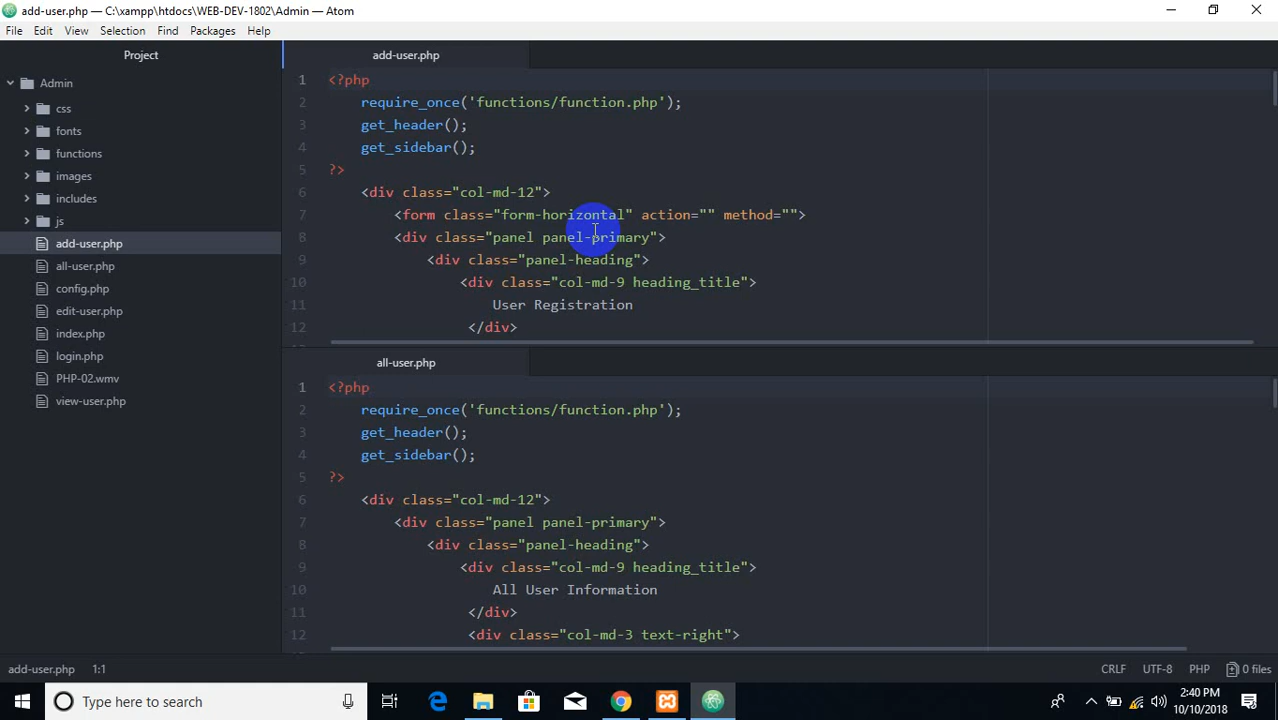 add-user.php — C:\xampp\htdocs\WEB-DEV-1802\Admin — Atom
File Edit View Selection Find Packages Help
Project
Admin
css
fonts
functions
images
includes
js
add-user.php
all-user.php
config.php
edit-user.php
index.php
login.php
PHP-02.wmv
view-user.php
add-user.php
1 <?php
2 require_once('functions/function.php');
3 get_header();
4 get_sidebar();
5 ?>
6 <div class="col-md-12">
7 <form class="form-horizontal" action="" method="">
8 <div class="panel panel-primary">
9 <div class="panel-heading">
10 <div class="col-md-9 heading_title">
11 User Registration
12 </div>
all-user.php
1 <?php
2 require_once('functions/function.php');
3 get_header();
4 get_sidebar();
5 ?>
6 <div class="col-md-12">
7 <div class="panel panel-primary">
8 <div class="panel-heading">
9 <div class="col-md-9 heading_title">
10 All User Information
11 </div>
12 <div class="col-md-3 text-right">
add-user.php 1:1 CRLF UTF-8 PHP 0 files
Type here to search
2:40 PM
10/10/2018